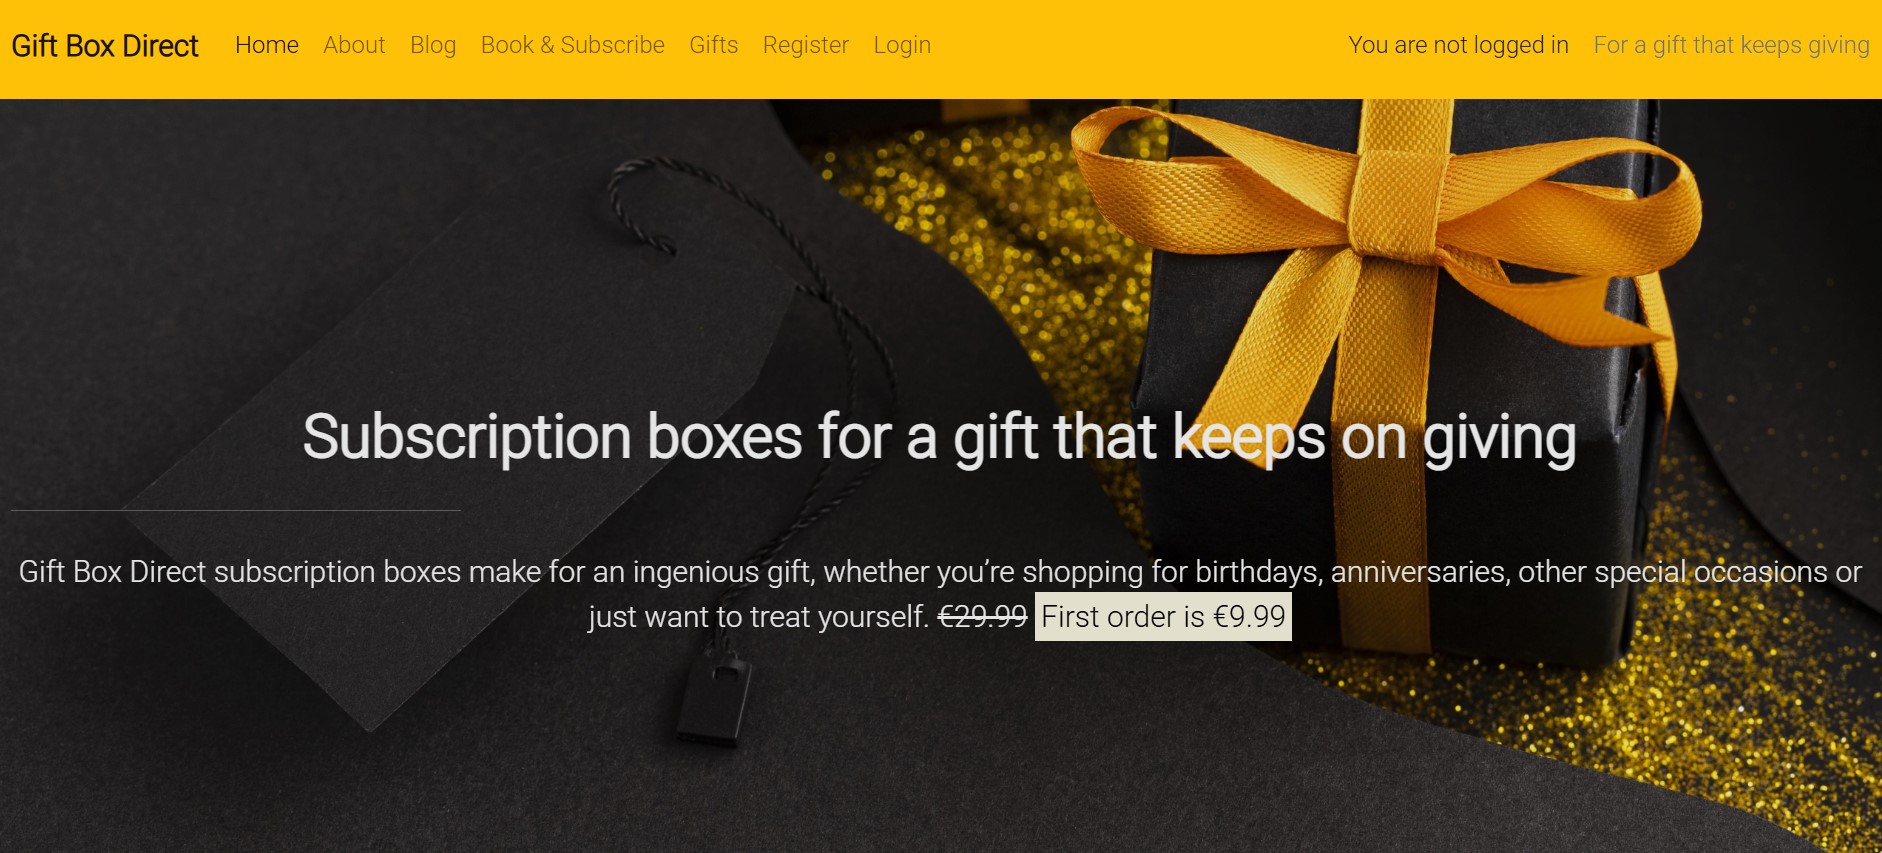 Gift Box Direct Home About Blog Book & Subscribe Gifts Register Login You are not logged in For a gift that keeps giving
Subscription boxes for a gift that keeps on giving
Gift Box Direct subscription boxes make for an ingenious gift, whether you’re shopping for birthdays, anniversaries, other special occasions or
just want to treat yourself. €29.99 First order is €9.99